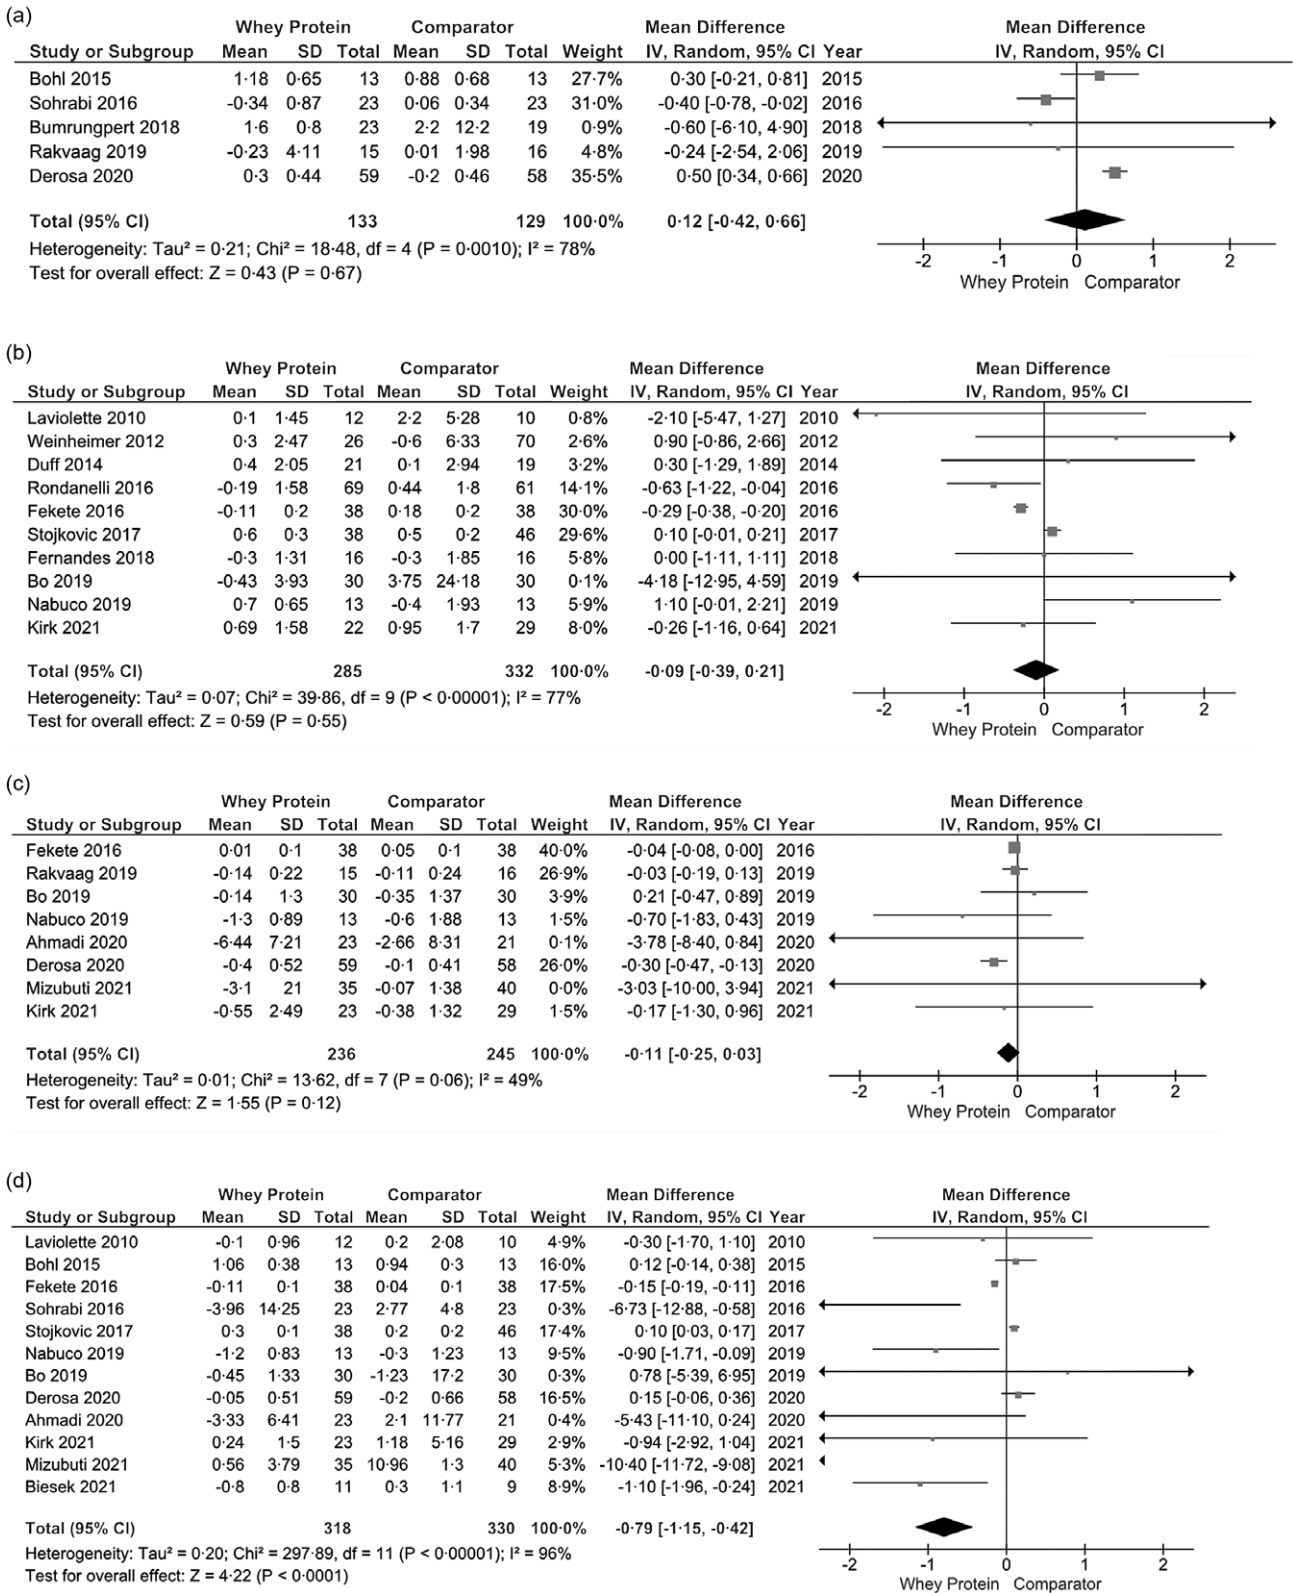 (a)
Whey Protein Comparator Mean Difference Mean Difference
Study or Subgroup Mean SD Total Mean SD Total Weight IV, Random, 95% CI Year IV, Random, 95% CI
Bohl 2015 1·18 0·65 13 0·88 0·68 13 27·7% 0·30 [-0·21, 0·81] 2015
Sohrabi 2016 -0·34 0·87 23 0·06 0·34 23 31·0% -0·40 [-0·78, -0·02] 2016
Bumrungpert 2018 1·6 0·8 23 2·2 12·2 19 0·9% -0·60 [-6·10, 4·90] 2018
Rakvaag 2019 -0·23 4·11 15 0·01 1·98 16 4·8% -0·24 [-2·54, 2·06] 2019
Derosa 2020 0·3 0·44 59 -0·2 0·46 58 35·5% 0·50 [0·34, 0·66] 2020
Total (95% CI) 133 129 100·0% 0·12 [-0·42, 0·66]
Heterogeneity: Tau² = 0·21; Chi² = 18·48, df = 4 (P = 0·0010); I² = 78%
Test for overall effect: Z = 0·43 (P = 0·67)
-2 -1 0 1 2
Whey Protein Comparator
(b)
Whey Protein Comparator Mean Difference Mean Difference
Study or Subgroup Mean SD Total Mean SD Total Weight IV, Random, 95% CI Year IV, Random, 95% CI
Laviolette 2010 0·1 1·45 12 2·2 5·28 10 0·8% -2·10 [-5·47, 1·27] 2010
Weinheimer 2012 0·3 2·47 26 -0·6 6·33 70 2·6% 0·90 [-0·86, 2·66] 2012
Duff 2014 0·4 2·05 21 0·1 2·94 19 3·2% 0·30 [-1·29, 1·89] 2014
Rondanelli 2016 -0·19 1·58 69 0·44 1·8 61 14·1% -0·63 [-1·22, -0·04] 2016
Fekete 2016 -0·11 0·2 38 0·18 0·2 38 30·0% -0·29 [-0·38, -0·20] 2016
Stojkovic 2017 0·6 0·3 38 0·5 0·2 46 29·6% 0·10 [-0·01, 0·21] 2017
Fernandes 2018 -0·3 1·31 16 -0·3 1·85 16 5·8% 0·00 [-1·11, 1·11] 2018
Bo 2019 -0·43 3·93 30 3·75 24·18 30 0·1% -4·18 [-12·95, 4·59] 2019
Nabuco 2019 0·7 0·65 13 -0·4 1·93 13 5·9% 1·10 [-0·01, 2·21] 2019
Kirk 2021 0·69 1·58 22 0·95 1·7 29 8·0% -0·26 [-1·16, 0·64] 2021
Total (95% CI) 285 332 100·0% -0·09 [-0·39, 0·21]
Heterogeneity: Tau² = 0·07; Chi² = 39·86, df = 9 (P < 0·00001); I² = 77%
Test for overall effect: Z = 0·59 (P = 0·55)
-2 -1 0 1 2
Whey Protein Comparator
(c)
Whey Protein Comparator Mean Difference Mean Difference
Study or Subgroup Mean SD Total Mean SD Total Weight IV, Random, 95% CI Year IV, Random, 95% CI
Fekete 2016 0·01 0·1 38 0·05 0·1 38 40·0% -0·04 [-0·08, 0·00] 2016
Rakvaag 2019 -0·14 0·22 15 -0·11 0·24 16 26·9% -0·03 [-0·19, 0·13] 2019
Bo 2019 -0·14 1·3 30 -0·35 1·37 30 3·9% 0·21 [-0·47, 0·89] 2019
Nabuco 2019 -1·3 0·89 13 -0·6 1·88 13 1·5% -0·70 [-1·83, 0·43] 2019
Ahmadi 2020 -6·44 7·21 23 -2·66 8·31 21 0·1% -3·78 [-8·40, 0·84] 2020
Derosa 2020 -0·4 0·52 59 -0·1 0·41 58 26·0% -0·30 [-0·47, -0·13] 2020
Mizubuti 2021 -3·1 21 35 -0·07 1·38 40 0·0% -3·03 [-10·00, 3·94] 2021
Kirk 2021 -0·55 2·49 23 -0·38 1·32 29 1·5% -0·17 [-1·30, 0·96] 2021
Total (95% CI) 236 245 100·0% -0·11 [-0·25, 0·03]
Heterogeneity: Tau² = 0·01; Chi² = 13·62, df = 7 (P = 0·06); I² = 49%
Test for overall effect: Z = 1·55 (P = 0·12)
-2 -1 0 1 2
Whey Protein Comparator
(d)
Whey Protein Comparator Mean Difference Mean Difference
Study or Subgroup Mean SD Total Mean SD Total Weight IV, Random, 95% CI Year IV, Random, 95% CI
Laviolette 2010 -0·1 0·96 12 0·2 2·08 10 4·9% -0·30 [-1·70, 1·10] 2010
Bohl 2015 1·06 0·38 13 0·94 0·3 13 16·0% 0·12 [-0·14, 0·38] 2015
Fekete 2016 -0·11 0·1 38 0·04 0·1 38 17·5% -0·15 [-0·19, -0·11] 2016
Sohrabi 2016 -3·96 14·25 23 2·77 4·8 23 0·3% -6·73 [-12·88, -0·58] 2016
Stojkovic 2017 0·3 0·1 38 0·2 0·2 46 17·4% 0·10 [0·03, 0·17] 2017
Nabuco 2019 -1·2 0·83 13 -0·3 1·23 13 9·5% -0·90 [-1·71, -0·09] 2019
Bo 2019 -0·45 1·33 30 -1·23 17·2 30 0·3% 0·78 [-5·39, 6·95] 2019
Derosa 2020 -0·05 0·51 59 -0·2 0·66 58 16·5% 0·15 [-0·06, 0·36] 2020
Ahmadi 2020 -3·33 6·41 23 2·1 11·77 21 0·4% -5·43 [-11·10, 0·24] 2020
Kirk 2021 0·24 1·5 23 1·18 5·16 29 2·9% -0·94 [-2·92, 1·04] 2021
Mizubuti 2021 0·56 3·79 35 10·96 1·3 40 5·3% -10·40 [-11·72, -9·08] 2021
Biesek 2021 -0·8 0·8 11 0·3 1·1 9 8·9% -1·10 [-1·96, -0·24] 2021
Total (95% CI) 318 330 100·0% -0·79 [-1·15, -0·42]
Heterogeneity: Tau² = 0·20; Chi² = 297·89, df = 11 (P < 0·00001); I² = 96%
Test for overall effect: Z = 4·22 (P < 0·0001)
-2 -1 0 1 2
Whey Protein Comparator